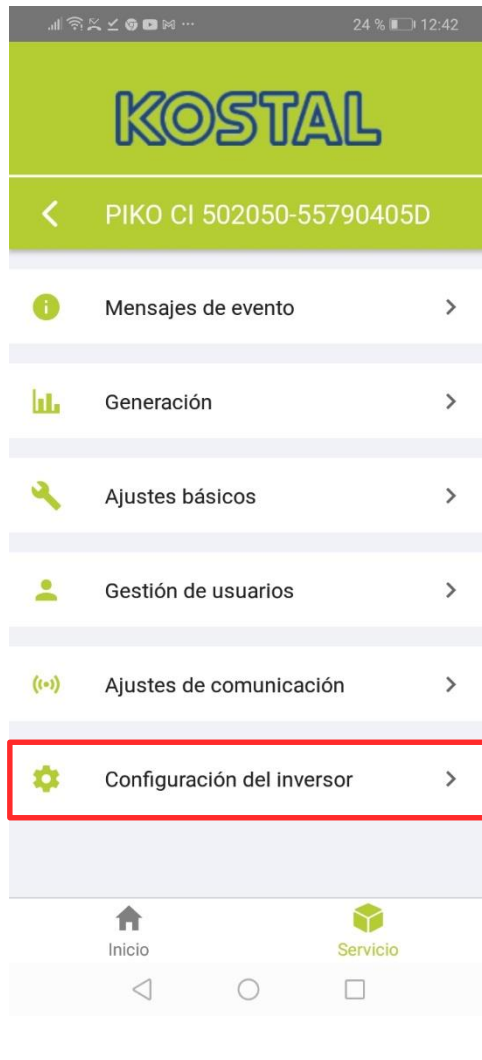 24 % 12:42
KOSTAL
PIKO CI 502050-55790405D
Mensajes de evento
Generación
Ajustes básicos
Gestión de usuarios
Ajustes de comunicación
Configuración del inversor
Inicio
Servicio